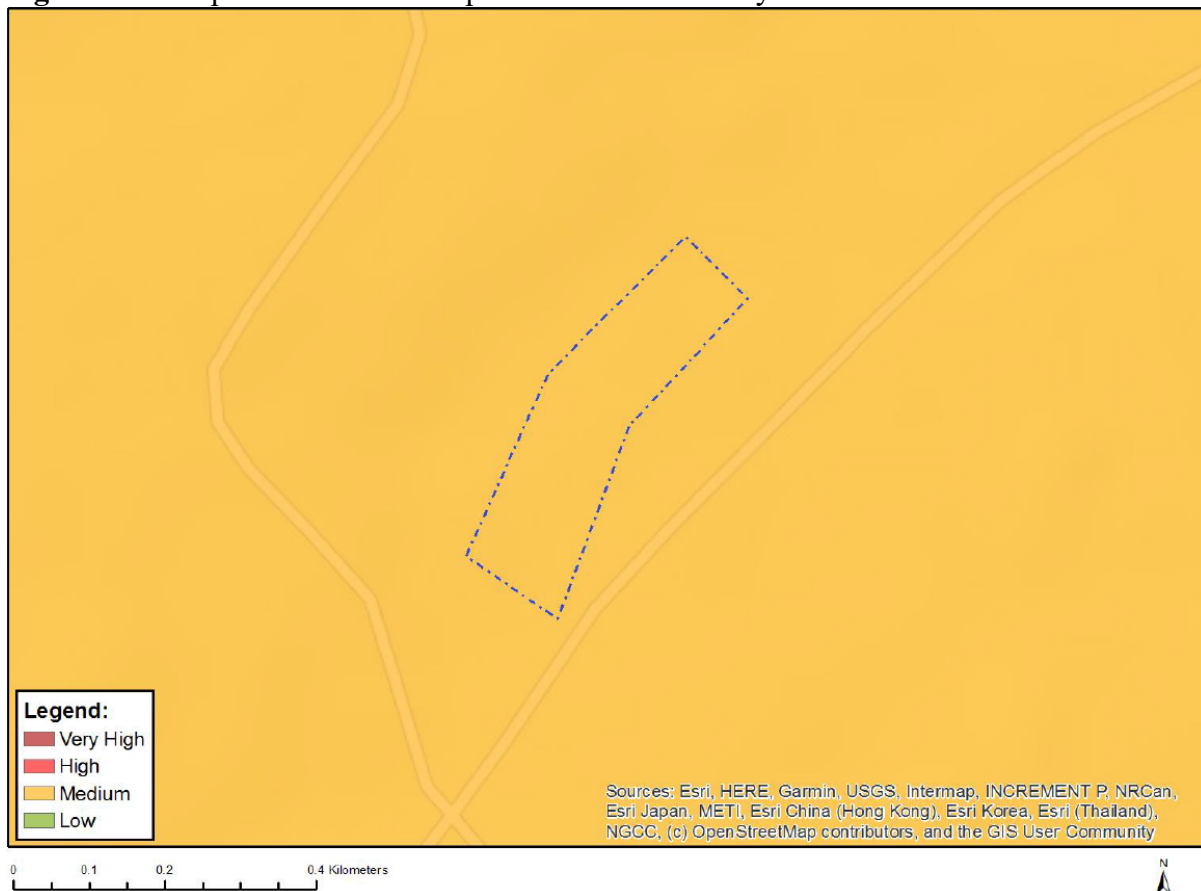 Legend:
Very High
High
Medium
Low
Sources: Esri, HERE, Garmin, USGS, Intermap, INCREMENT P, NRCan,
Esri Japan, METI, Esri China (Hong Kong), Esri Korea, Esri (Thailand),
NGCC, (c) OpenStreetMap contributors, and the GIS User Community
0 0.1 0.2 0.4 Kilometers
N